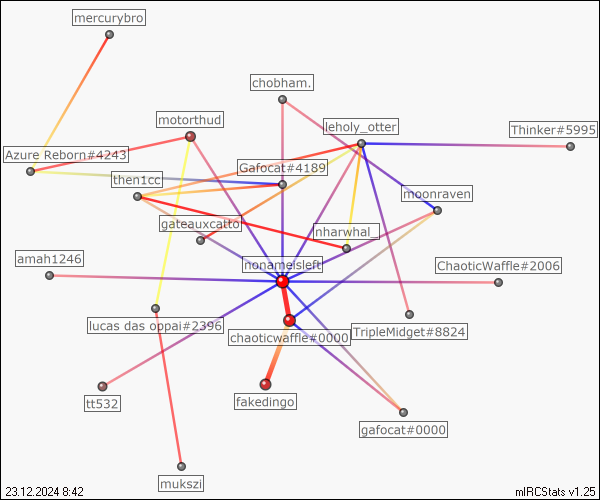 mercurybro
chobham.
motorthud
leholy_otter
Thinker#5995
Azure Reborn#4243
Gafocat#4189
then1cc
moonraven
gateauxcatto
nharwhal_
amah1246
nonameisleft
ChaoticWaffle#2006
lucas das oppai#2396
chaoticwaffle#0000
TripleMidget#8824
tt532
fakedingo
gafocat#0000
mukszi
23.12.2024 8:42
mIRCStats v1.25